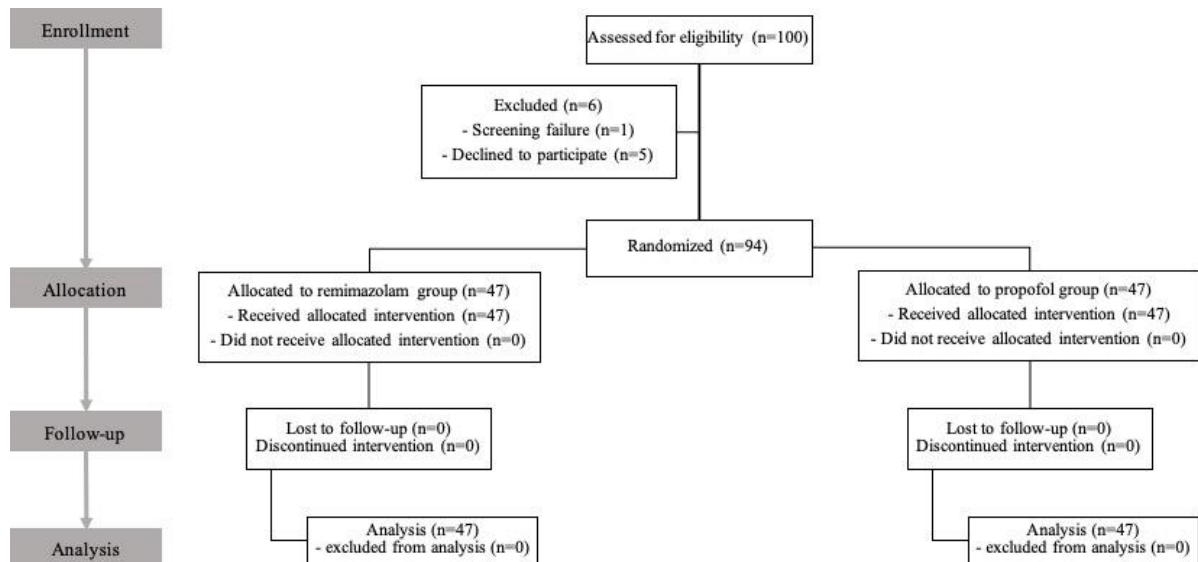 Enrollment
Assessed for eligibility (n=100)
Excluded (n=6)
- Screening failure (n=1)
- Declined to participate (n=5)
Randomized (n=94)
Allocation
Allocated to remimazolam group (n=47)
- Received allocated intervention (n=47)
- Did not receive allocated intervention (n=0)
Allocated to propofol group (n=47)
- Received allocated intervention (n=47)
- Did not receive allocated intervention (n=0)
Follow-up
Lost to follow-up (n=0)
Discontinued intervention (n=0)
Lost to follow-up (n=0)
Discontinued intervention (n=0)
Analysis
Analysis (n=47)
- excluded from analysis (n=0)
Analysis (n=47)
- excluded from analysis (n=0)